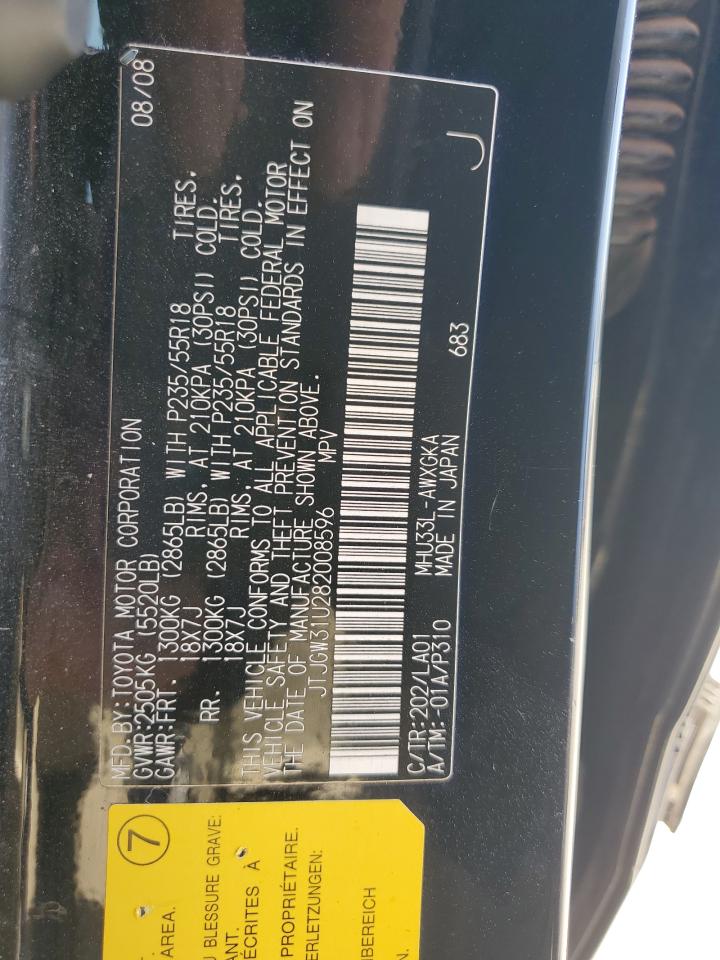 MFD.BY:TOYOTA MOTOR CORPORATION 08/08
GVWR:2505KG (5520LB)
GAWR:FRT. 1300KG (2865LB) WITH P235/55R18 TIRES,
18X7J RIMS, AT 210KPA (30PSI) COLD.
RR. 1300KG (2865LB) WITH P235/55R18 TIRES,
18X7J RIMS, AT 210KPA (30PSI) COLD.
THIS VEHICLE CONFORMS TO ALL APPLICABLE FEDERAL MOTOR
VEHICLE SAFETY AND THEFT PREVENTION STANDARDS IN EFFECT ON
THE DATE OF MANUFACTURE SHOWN ABOVE.
JTJGW31U282008596 MPV
C/TR:202/LA01 MHU33L-AWXGKA
A/TM:-01A/P310 MADE IN JAPAN 683 J
7
T.
AREA.
U BLESSURE GRAVE:
ANT.
ÉCRITES À
PROPRIÉTAIRE.
ERLETZUNGEN:
NBEREICH
N.